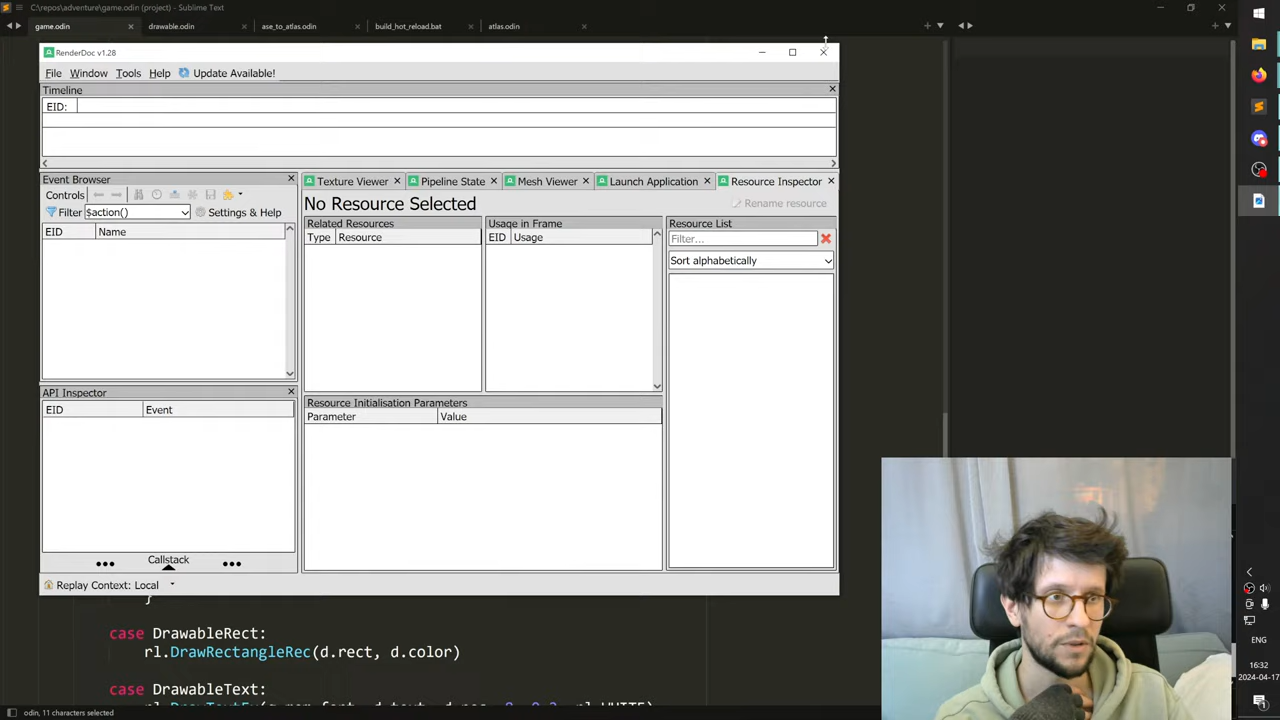 C:\repos\adventure\game.odin (project) - Sublime Text
game.odin
drawable.odin
ase_to_atlas.odin
build_hot_reload.bat
atlas.odin
RenderDoc v1.28
File Window Tools Help Update Available!
Timeline
EID:
Event Browser
Controls
Filter $action() Settings & Help
EID Name
API Inspector
EID Event
Callstack
Texture Viewer Pipeline State Mesh Viewer Launch Application Resource Inspector
No Resource Selected
Rename resource
Related Resources
Type Resource
Usage in Frame
EID Usage
Resource List
Filter...
Sort alphabetically
Resource Initialisation Parameters
Parameter Value
Replay Context: Local
}
case DrawableRect:
rl.DrawRectangleRec(d.rect, d.color)
case DrawableText:
odin, 11 characters selected
ENG
16:32
2024-04-17